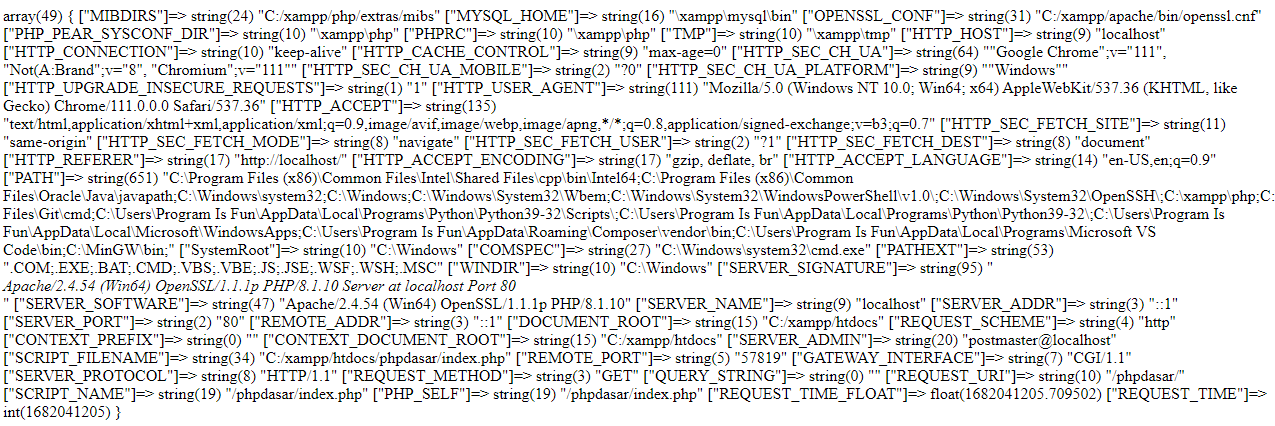 array(49) { ["MIBDIRS"]=> string(24) "C:/xampp/php/extras/mibs" ["MYSQL_HOME"]=> string(16) "\xampp\mysql\bin" ["OPENSSL_CONF"]=> string(31) "C:/xampp/apache/bin/openssl.cnf"
["PHP_PEAR_SYSCONF_DIR"]=> string(10) "\xampp\php" ["PHPRC"]=> string(10) "\xampp\php" ["TMP"]=> string(10) "\xampp\tmp" ["HTTP_HOST"]=> string(9) "localhost"
["HTTP_CONNECTION"]=> string(10) "keep-alive" ["HTTP_CACHE_CONTROL"]=> string(9) "max-age=0" ["HTTP_SEC_CH_UA"]=> string(64) ""Google Chrome";v="111",
"Not(A:Brand";v="8", "Chromium";v="111"" ["HTTP_SEC_CH_UA_MOBILE"]=> string(2) "?0" ["HTTP_SEC_CH_UA_PLATFORM"]=> string(9) ""Windows""
["HTTP_UPGRADE_INSECURE_REQUESTS"]=> string(1) "1" ["HTTP_USER_AGENT"]=> string(111) "Mozilla/5.0 (Windows NT 10.0; Win64; x64) AppleWebKit/537.36 (KHTML, like
Gecko) Chrome/111.0.0.0 Safari/537.36" ["HTTP_ACCEPT"]=> string(135)
"text/html,application/xhtml+xml,application/xml;q=0.9,image/avif,image/webp,image/apng,*/*;q=0.8,application/signed-exchange;v=b3;q=0.7" ["HTTP_SEC_FETCH_SITE"]=> string(11)
"same-origin" ["HTTP_SEC_FETCH_MODE"]=> string(8) "navigate" ["HTTP_SEC_FETCH_USER"]=> string(2) "?1" ["HTTP_SEC_FETCH_DEST"]=> string(8) "document"
["HTTP_REFERER"]=> string(17) "http://localhost/" ["HTTP_ACCEPT_ENCODING"]=> string(17) "gzip, deflate, br" ["HTTP_ACCEPT_LANGUAGE"]=> string(14) "en-US,en;q=0.9"
["PATH"]=> string(651) "C:\Program Files (x86)\Common Files\Intel\Shared Files\cpp\bin\Intel64;C:\Program Files (x86)\Common
Files\Oracle\Java\javapath;C:\Windows\system32;C:\Windows;C:\Windows\System32\Wbem;C:\Windows\System32\WindowsPowerShell\v1.0\;C:\Windows\System32\OpenSSH\;C:\xampp\php;C:
Files\Git\cmd;C:\Users\Program Is Fun\AppData\Local\Programs\Python\Python39-32\Scripts\;C:\Users\Program Is Fun\AppData\Local\Programs\Python\Python39-32\;C:\Users\Program Is
Fun\AppData\Local\Microsoft\WindowsApps;C:\Users\Program Is Fun\AppData\Roaming\Composer\vendor\bin;C:\Users\Program Is Fun\AppData\Local\Programs\Microsoft VS
Code\bin;C:\MinGW\bin;" ["SystemRoot"]=> string(10) "C:\Windows" ["COMSPEC"]=> string(27) "C:\Windows\system32\cmd.exe" ["PATHEXT"]=> string(53)
".COM;.EXE;.BAT;.CMD;.VBS;.VBE;.JS;.JSE;.WSF;.WSH;.MSC" ["WINDIR"]=> string(10) "C:\Windows" ["SERVER_SIGNATURE"]=> string(95) "
Apache/2.4.54 (Win64) OpenSSL/1.1.1p PHP/8.1.10 Server at localhost Port 80
" ["SERVER_SOFTWARE"]=> string(47) "Apache/2.4.54 (Win64) OpenSSL/1.1.1p PHP/8.1.10" ["SERVER_NAME"]=> string(9) "localhost" ["SERVER_ADDR"]=> string(3) "::1"
["SERVER_PORT"]=> string(2) "80" ["REMOTE_ADDR"]=> string(3) "::1" ["DOCUMENT_ROOT"]=> string(15) "C:/xampp/htdocs" ["REQUEST_SCHEME"]=> string(4) "http"
["CONTEXT_PREFIX"]=> string(0) "" ["CONTEXT_DOCUMENT_ROOT"]=> string(15) "C:/xampp/htdocs" ["SERVER_ADMIN"]=> string(20) "postmaster@localhost"
["SCRIPT_FILENAME"]=> string(34) "C:/xampp/htdocs/phpdasar/index.php" ["REMOTE_PORT"]=> string(5) "57819" ["GATEWAY_INTERFACE"]=> string(7) "CGI/1.1"
["SERVER_PROTOCOL"]=> string(8) "HTTP/1.1" ["REQUEST_METHOD"]=> string(3) "GET" ["QUERY_STRING"]=> string(0) "" ["REQUEST_URI"]=> string(10) "/phpdasar/"
["SCRIPT_NAME"]=> string(19) "/phpdasar/index.php" ["PHP_SELF"]=> string(19) "/phpdasar/index.php" ["REQUEST_TIME_FLOAT"]=> float(1682041205.709502) ["REQUEST_TIME"]=>
int(1682041205) }